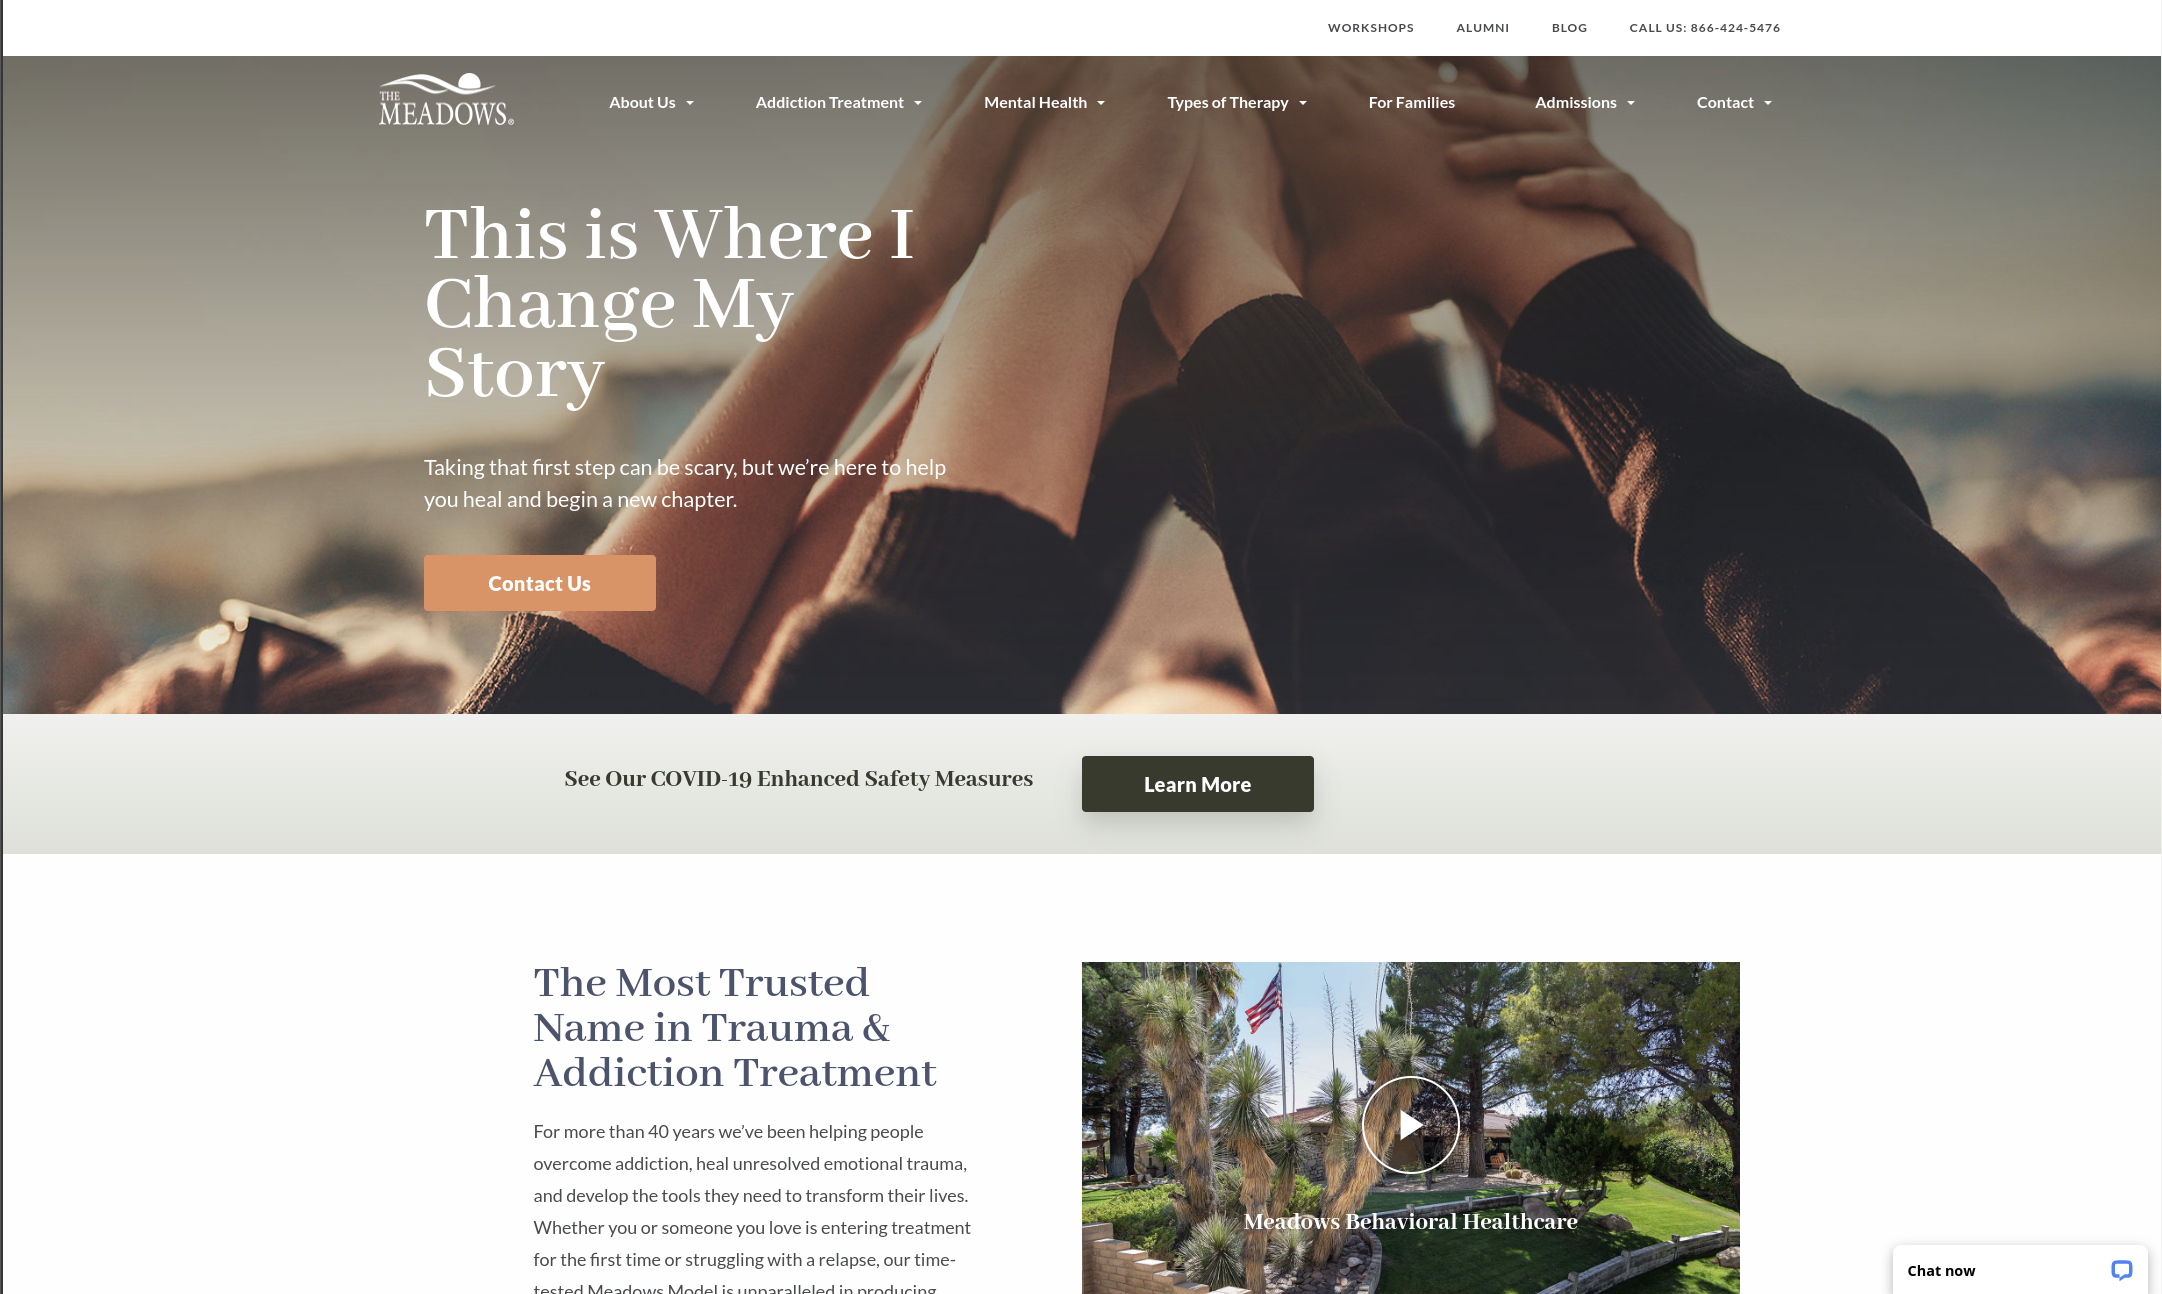 WORKSHOPS ALUMNI BLOG CALL US: 866-424-5476
THE
MEADOWS®
About Us Addiction Treatment Mental Health Types of Therapy For Families Admissions Contact
This is Where I
Change My
Story
Taking that first step can be scary, but we’re here to help
you heal and begin a new chapter.
Contact Us
See Our COVID-19 Enhanced Safety Measures
Learn More
The Most Trusted
Name in Trauma &
Addiction Treatment
For more than 40 years we’ve been helping people
overcome addiction, heal unresolved emotional trauma,
and develop the tools they need to transform their lives.
Whether you or someone you love is entering treatment
for the first time or struggling with a relapse, our time-
tested Meadows Model is unparalleled in producing
Meadows Behavioral Healthcare
Chat now